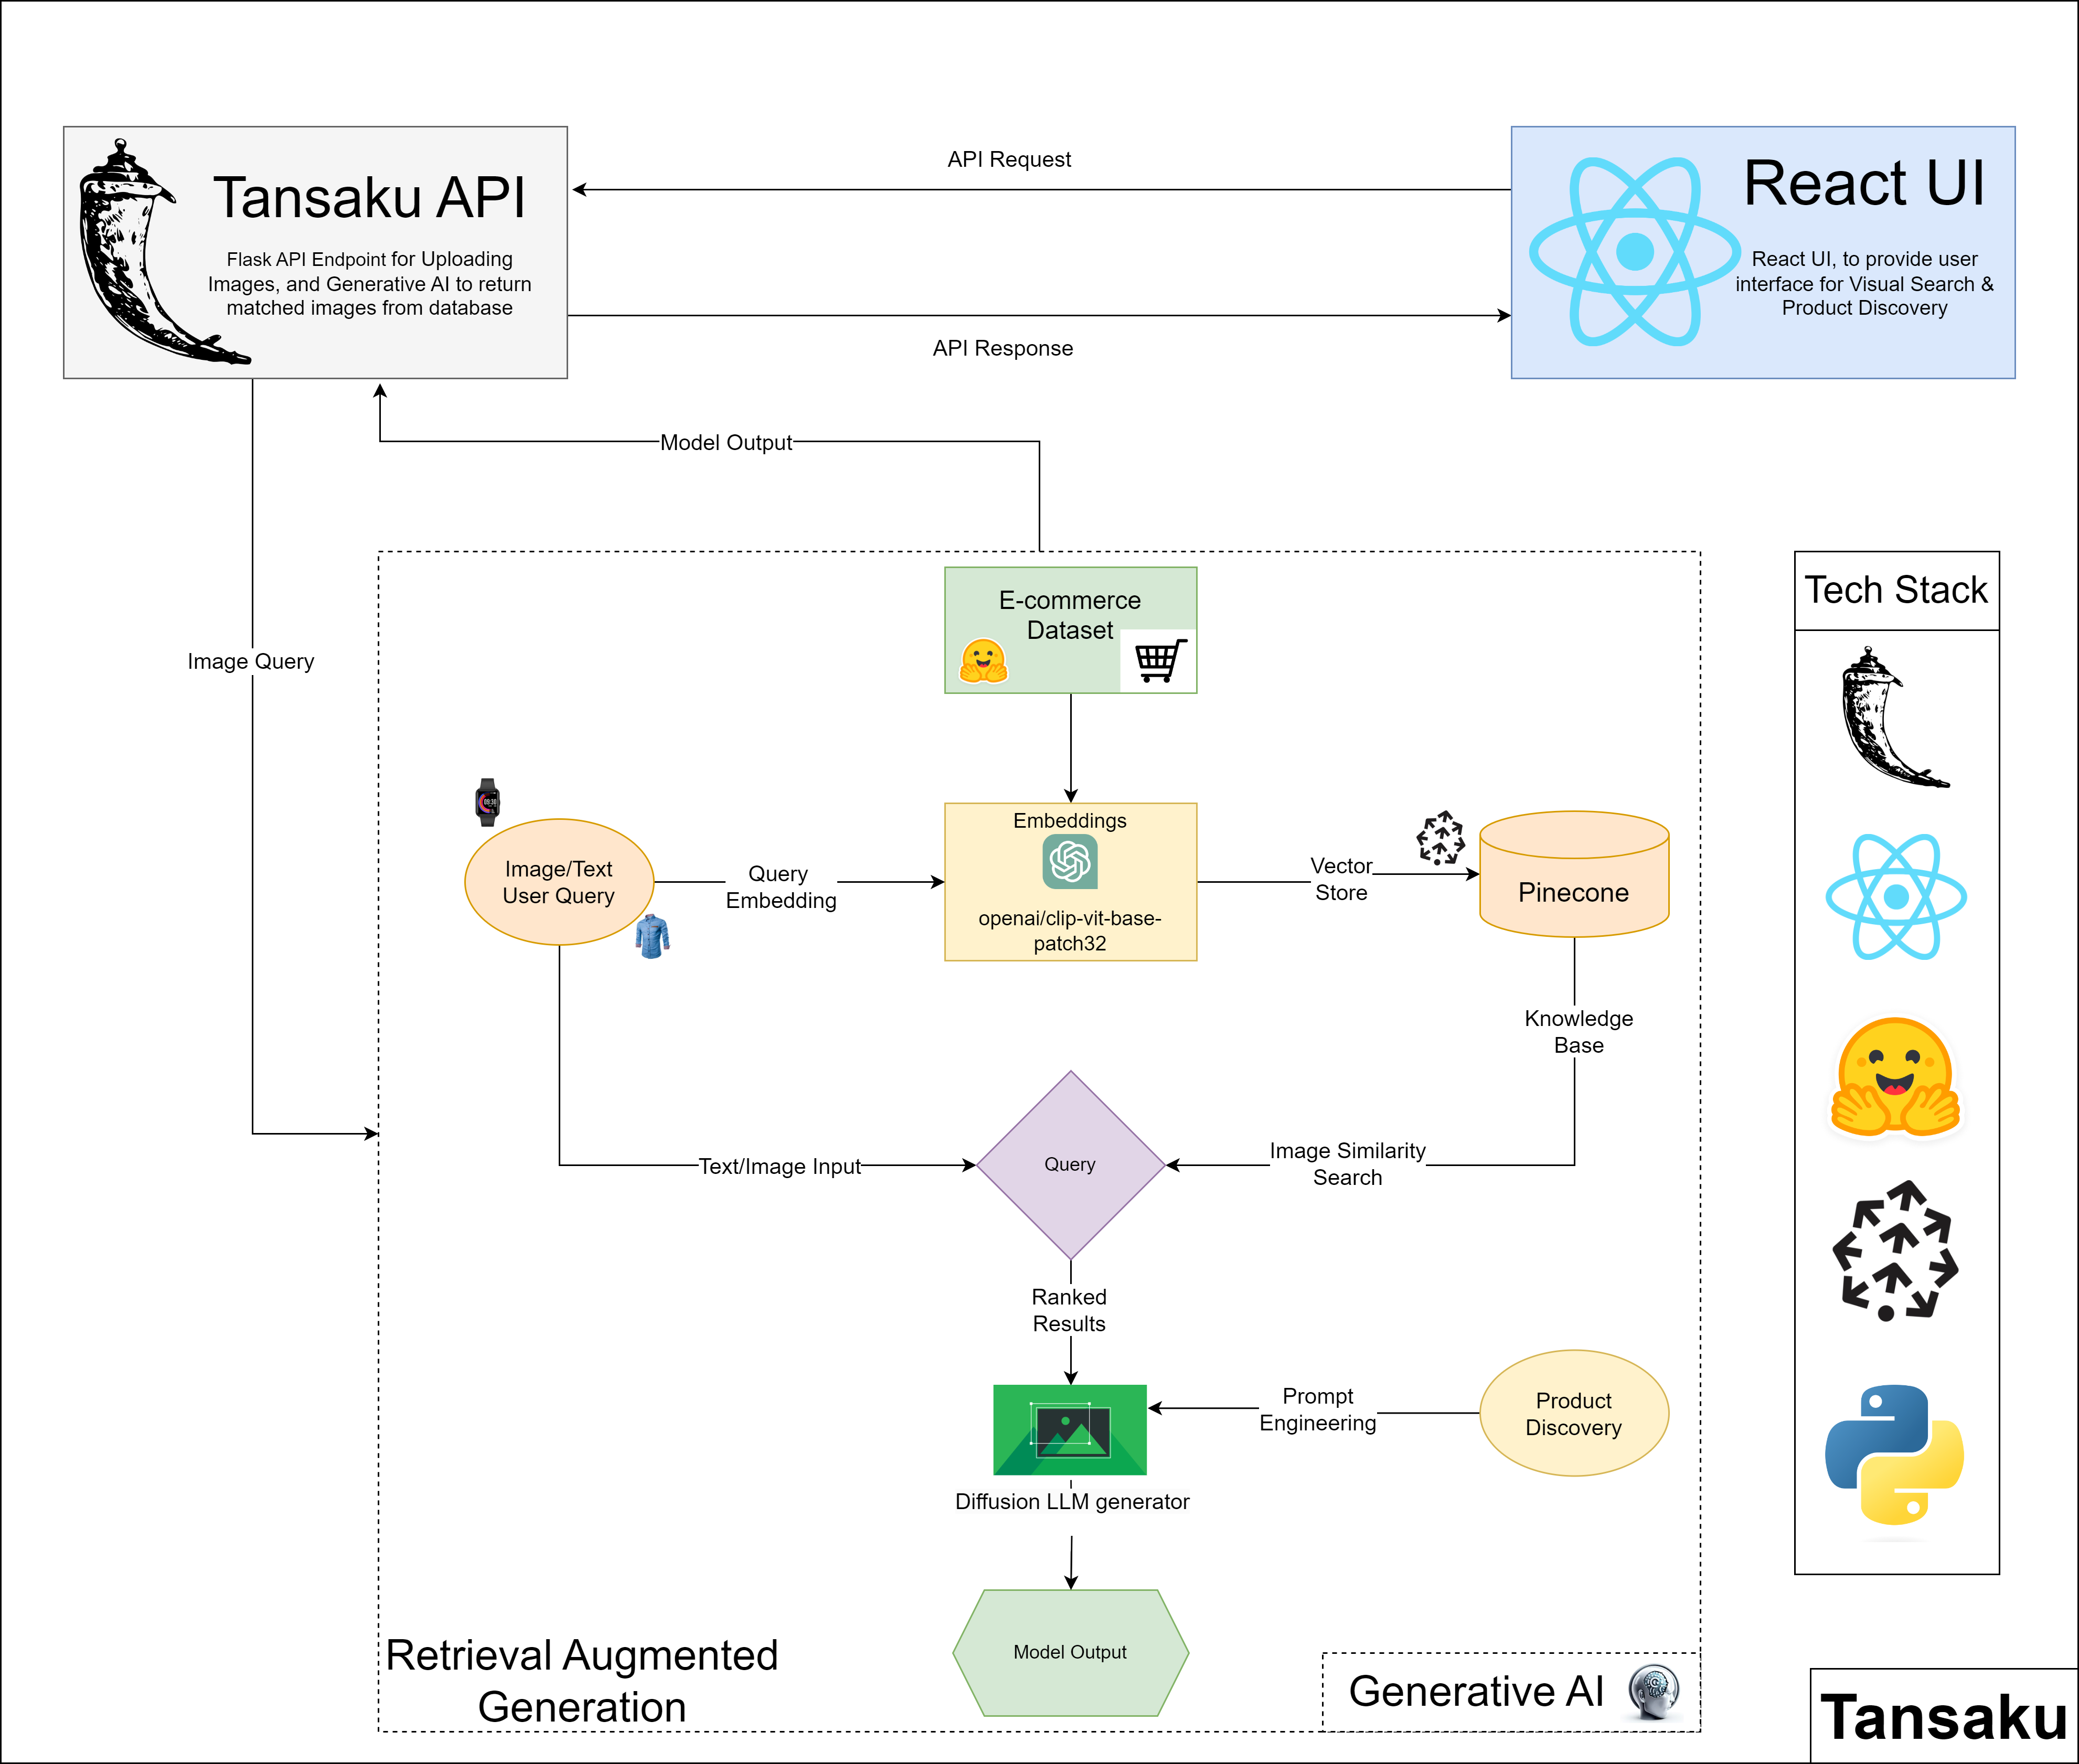 Tansaku API
Flask API Endpoint for Uploading
Images, and Generative AI to return
matched images from database
API Request
API Response
React UI
React UI, to provide user
interface for Visual Search &
Product Discovery
Model Output
Image Query
E-commerce
Dataset
Tech Stack
Image/Text
User Query
Query
Embedding
Embeddings
openai/clip-vit-base-
patch32
Vector
Store
Pinecone
Knowledge
Base
Text/Image Input
Query
Image Similarity
Search
Ranked
Results
Prompt
Engineering
Product
Discovery
Diffusion LLM generator
Model Output
Retrieval Augmented
Generation
Generative AI
Tansaku